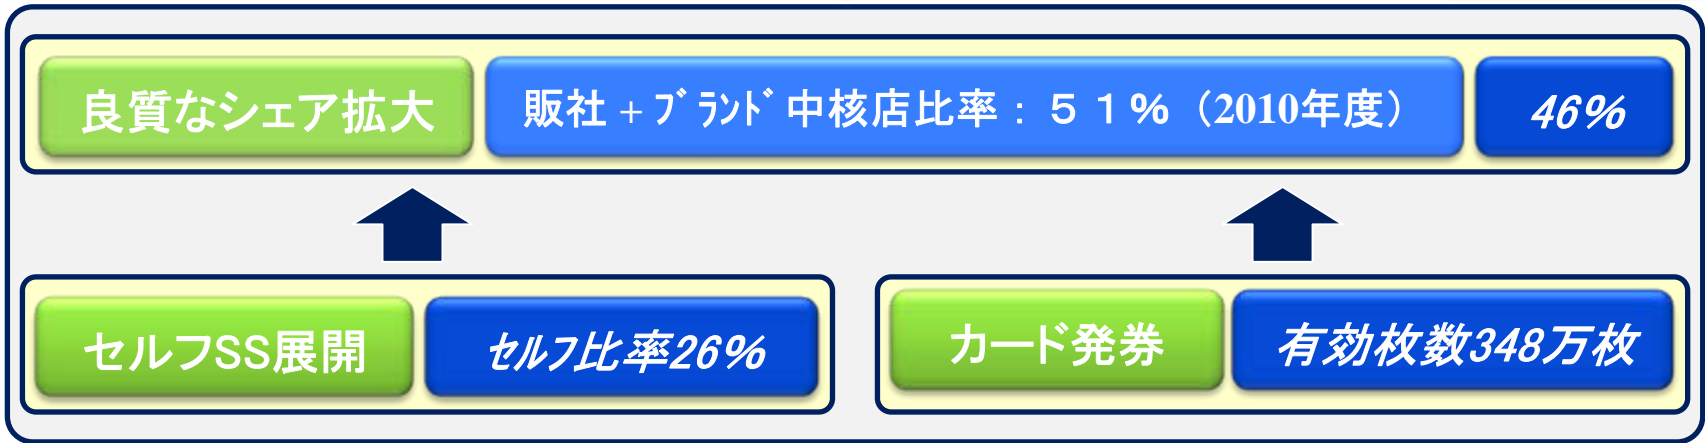 良質なシェア拡大
販社 + ﾌﾞﾗﾝﾄﾞ中核店比率：５１％（2010年度）
46%
セルフSS展開
ｾﾙﾌ比率26%
カード発券
有効枚数348万枚